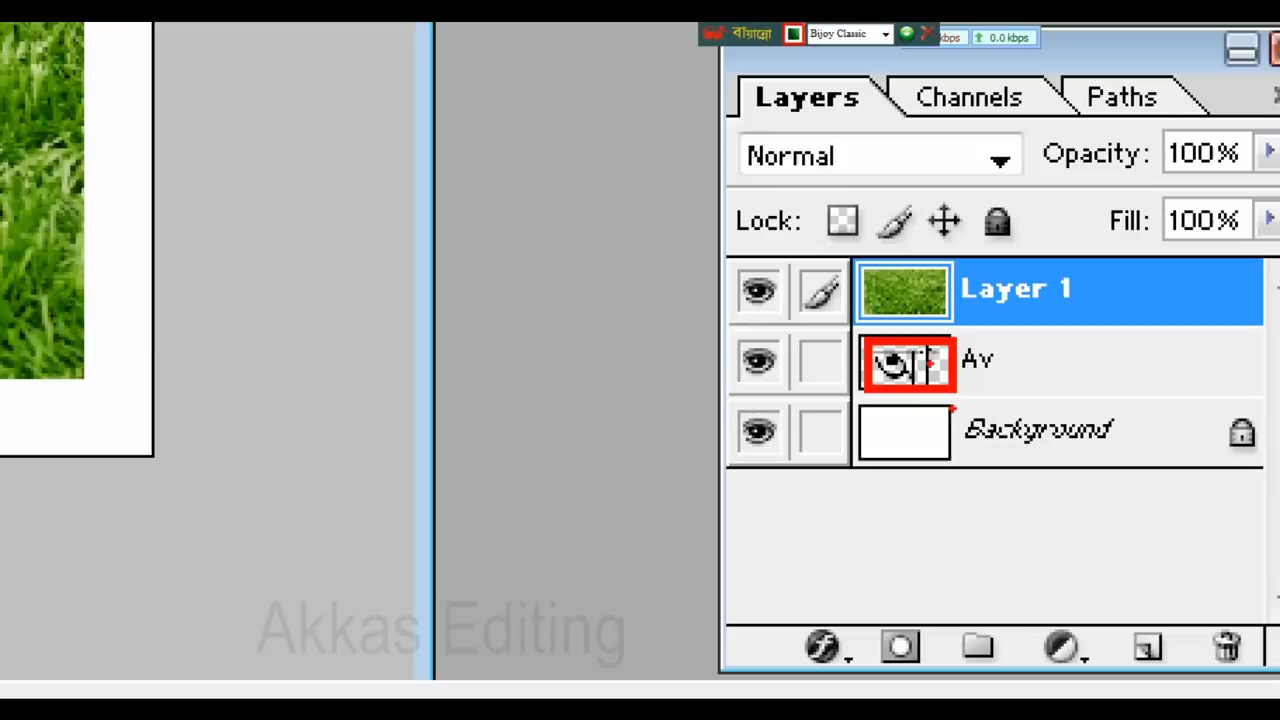 বায়ান্নো Bijoy Classic kbps 0.0 kbps
Layers Channels Paths
Normal Opacity: 100%
Lock: Fill: 100%
Layer 1
Av
Background
Akkas Editing